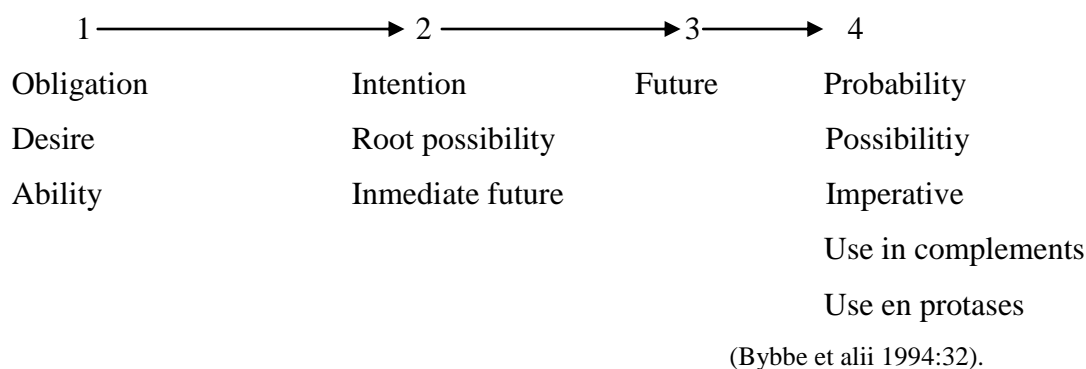 1 2 3 4
Obligation Intention Future Probability
Desire Root possibility Possibilitiy
Ability Inmediate future Imperative
Use in complements
Use en protases
(Bybbe et alii 1994:32).